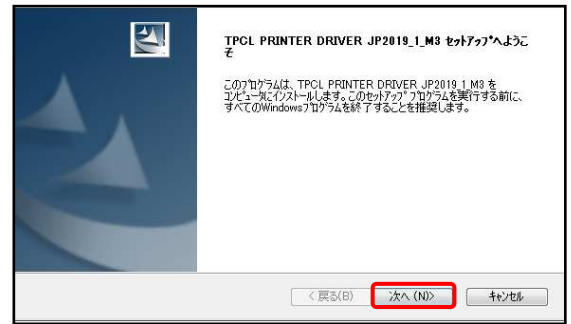 TPCL PRINTER DRIVER JP2019_1_M3 ｾｯﾄｱｯﾌﾟへようこ
そ
このﾌﾟﾛｸﾞﾗﾑは、TPCL PRINTER DRIVER JP2019_1_M3 を
ｺﾝﾋﾟｭｰﾀにｲﾝｽﾄｰﾙします。このｾｯﾄｱｯﾌﾟ ﾌﾟﾛｸﾞﾗﾑを実行する前に、
すべてのWindowsﾌﾟﾛｸﾞﾗﾑを終了することを推奨します。
< 戻る(B) 次へ (N)> ｷｬﾝｾﾙ